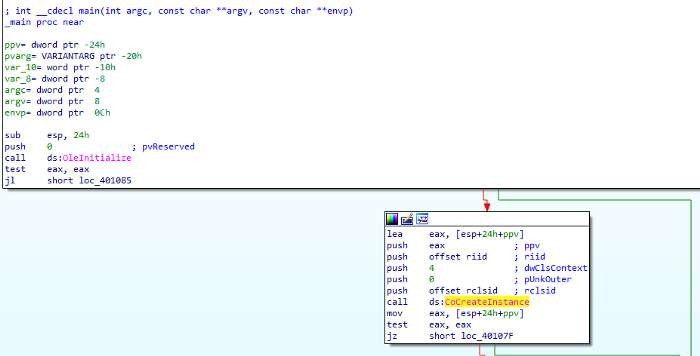 ; int __cdecl main(int argc, const char **argv, const char **envp)
_main proc near
ppv= dword ptr -24h
pvarg= VARIANTARG ptr -20h
var_10= word ptr -10h
var_8= dword ptr -8
argc= dword ptr  4
argv= dword ptr  8
envp= dword ptr  0Ch
sub     esp, 24h
push    0               ; pvReserved
call    ds:OleInitialize
test    eax, eax
jl      short loc_401085
lea     eax, [esp+24h+ppv]
push    eax             ; ppv
push    offset riid     ; riid
push    4               ; dwClsContext
push    0               ; pUnkOuter
push    offset rclsid   ; rclsid
call    ds:CoCreateInstance
mov     eax, [esp+24h+ppv]
test    eax, eax
jz      short loc_40107F